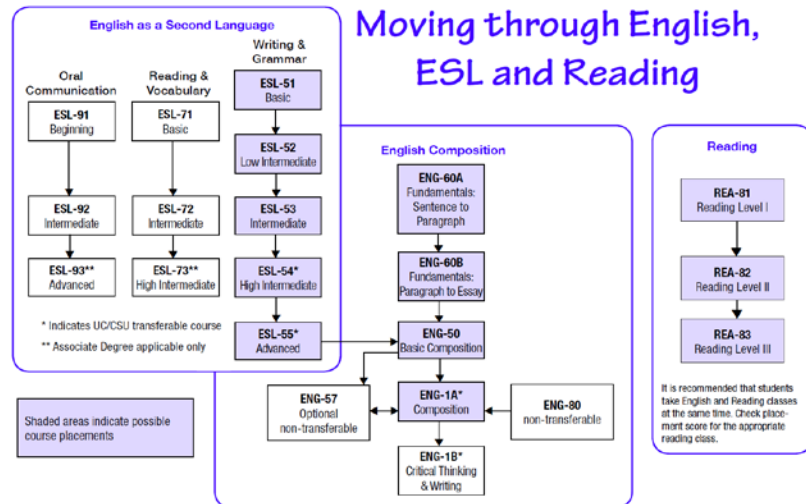 Moving through English,
ESL and Reading
English as a Second Language
Oral
Communication
Reading &
Vocabulary
Writing &
Grammar
ESL-91
Beginning
ESL-92
Intermediate
ESL-93**
Advanced
ESL-71
Basic
ESL-72
Intermediate
ESL-73**
High Intermediate
ESL-51
Basic
ESL-52
Low Intermediate
ESL-53
Intermediate
ESL-54*
High Intermediate
ESL-55*
Advanced
* Indicates UC/CSU transferable course
** Associate Degree applicable only
Shaded areas indicate possible
course placements
English Composition
ENG-60A
Fundamentals:
Sentence to
Paragraph
ENG-60B
Fundamentals:
Paragraph to Essay
ENG-50
Basic Composition
ENG-57
Optional
non-transferable
ENG-1A*
Composition
ENG-80
non-transferable
ENG-1B*
Critical Thinking
& Writing
Reading
REA-81
Reading Level I
REA-82
Reading Level II
REA-83
Reading Level III
It is recommended that students
take English and Reading classes
at the same time. Check place-
ment score for the appropriate
reading class.